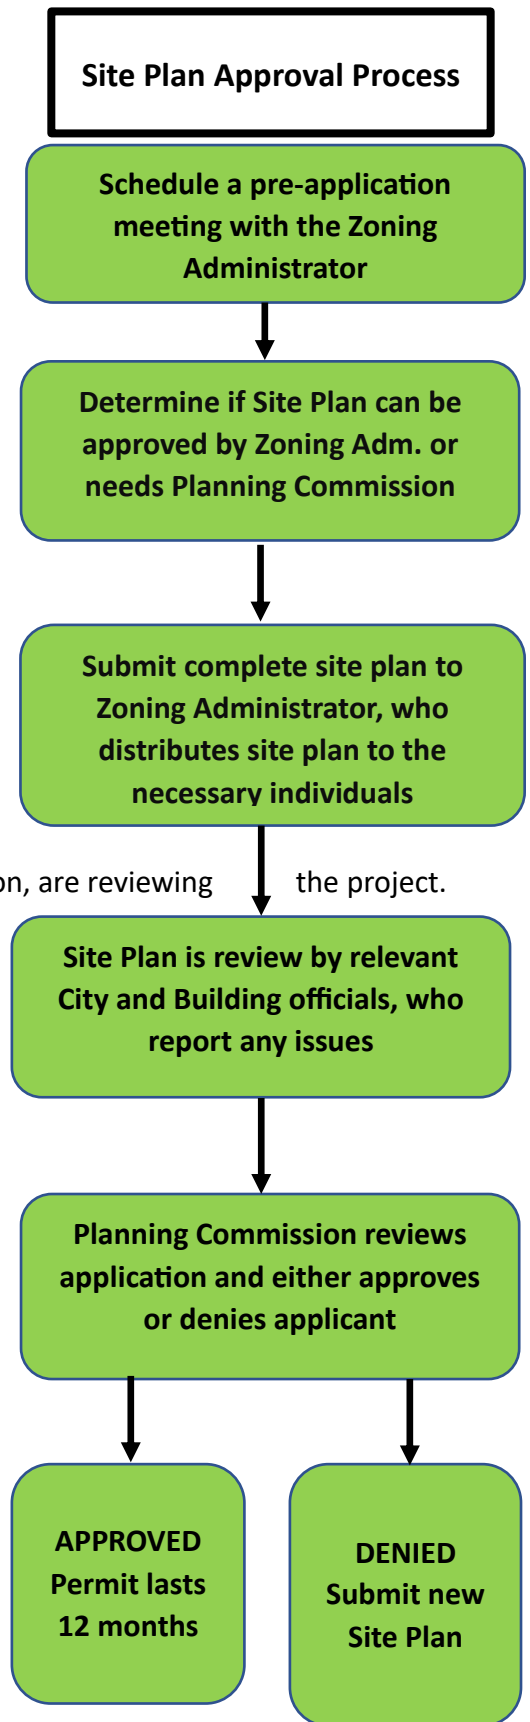 Site Plan Approval Process
Schedule a pre-application
meeting with the Zoning
Administrator
Determine if Site Plan can be
approved by Zoning Adm. or
needs Planning Commission
Submit complete site plan to
Zoning Administrator, who
distributes site plan to the
necessary individuals
on, are reviewing the project.
Site Plan is review by relevant
City and Building officials, who
report any issues
Planning Commission reviews
application and either approves
or denies applicant
APPROVED
Permit lasts
12 months
DENIED
Submit new
Site Plan